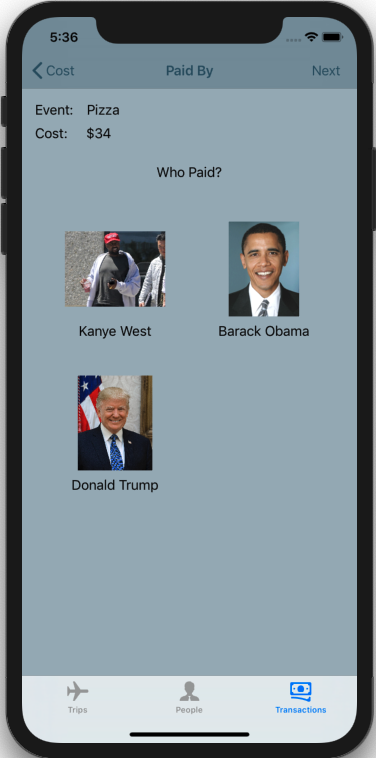 5:36
Cost
Paid By
Next
Event: Pizza
Cost: $34
Who Paid?
Kanye West
Barack Obama
Donald Trump
Trips
People
Transactions